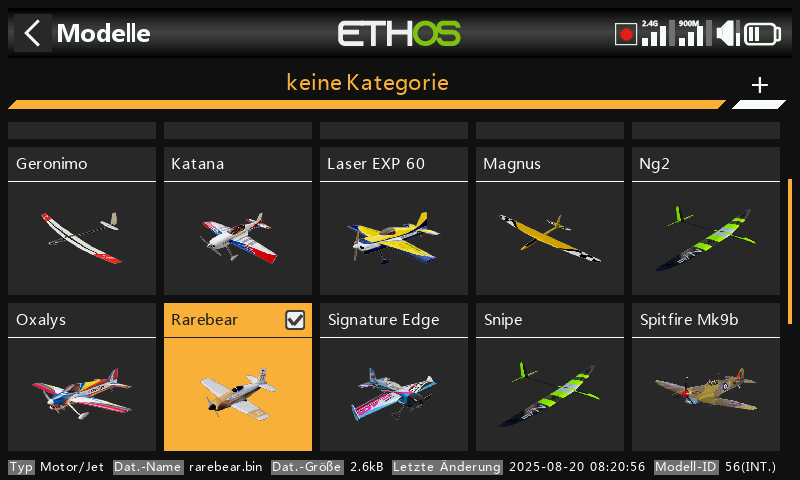 Modelle ETHOS 2.4G 900M
keine Kategorie +
Geronimo Katana Laser EXP 60 Magnus Ng2
Oxalys Rarebear Signature Edge Snipe Spitfire Mk9b
Typ Motor/Jet Dat.-Name rarebear.bin Dat.-Größe 2.6kB Letzte Änderung 2025-08-20 08:20:56 Modell-ID 56(INT.)